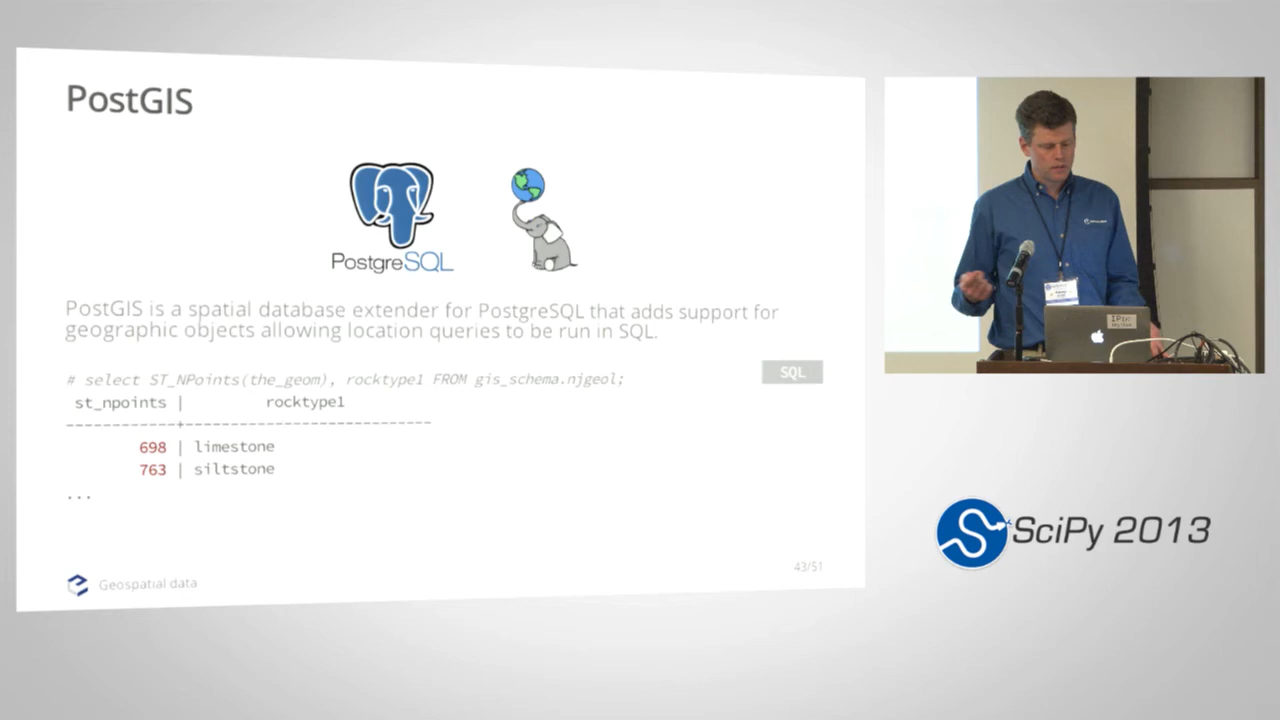 PostGIS
PostgreSQL
PostGIS is a spatial database extender for PostgreSQL that adds support for
geographic objects allowing location queries to be run in SQL.
SQL
# select ST_NPoints(the_geom), rocktype1 FROM gis_schema.njgeol;
st_npoints | rocktype1
------------+---------------------------
698 | limestone
763 | siltstone
...
Geospatial data
43/51
SciPy 2013